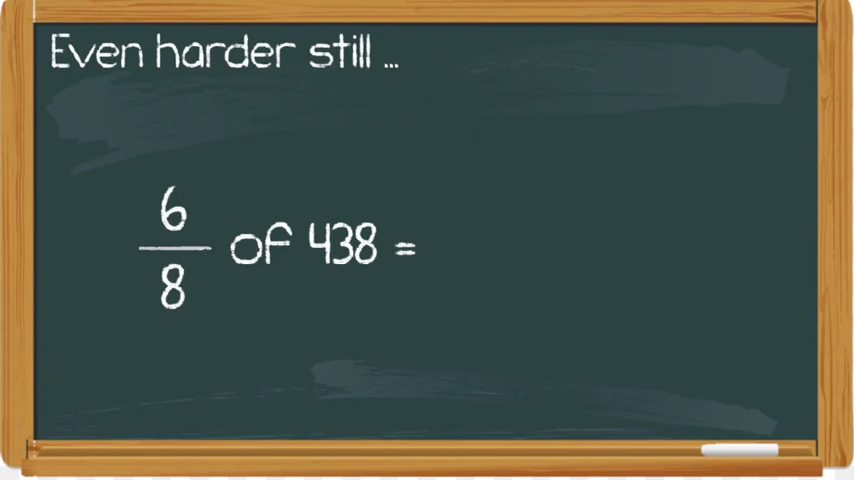 Even harder still ...
6
8
of 438 =